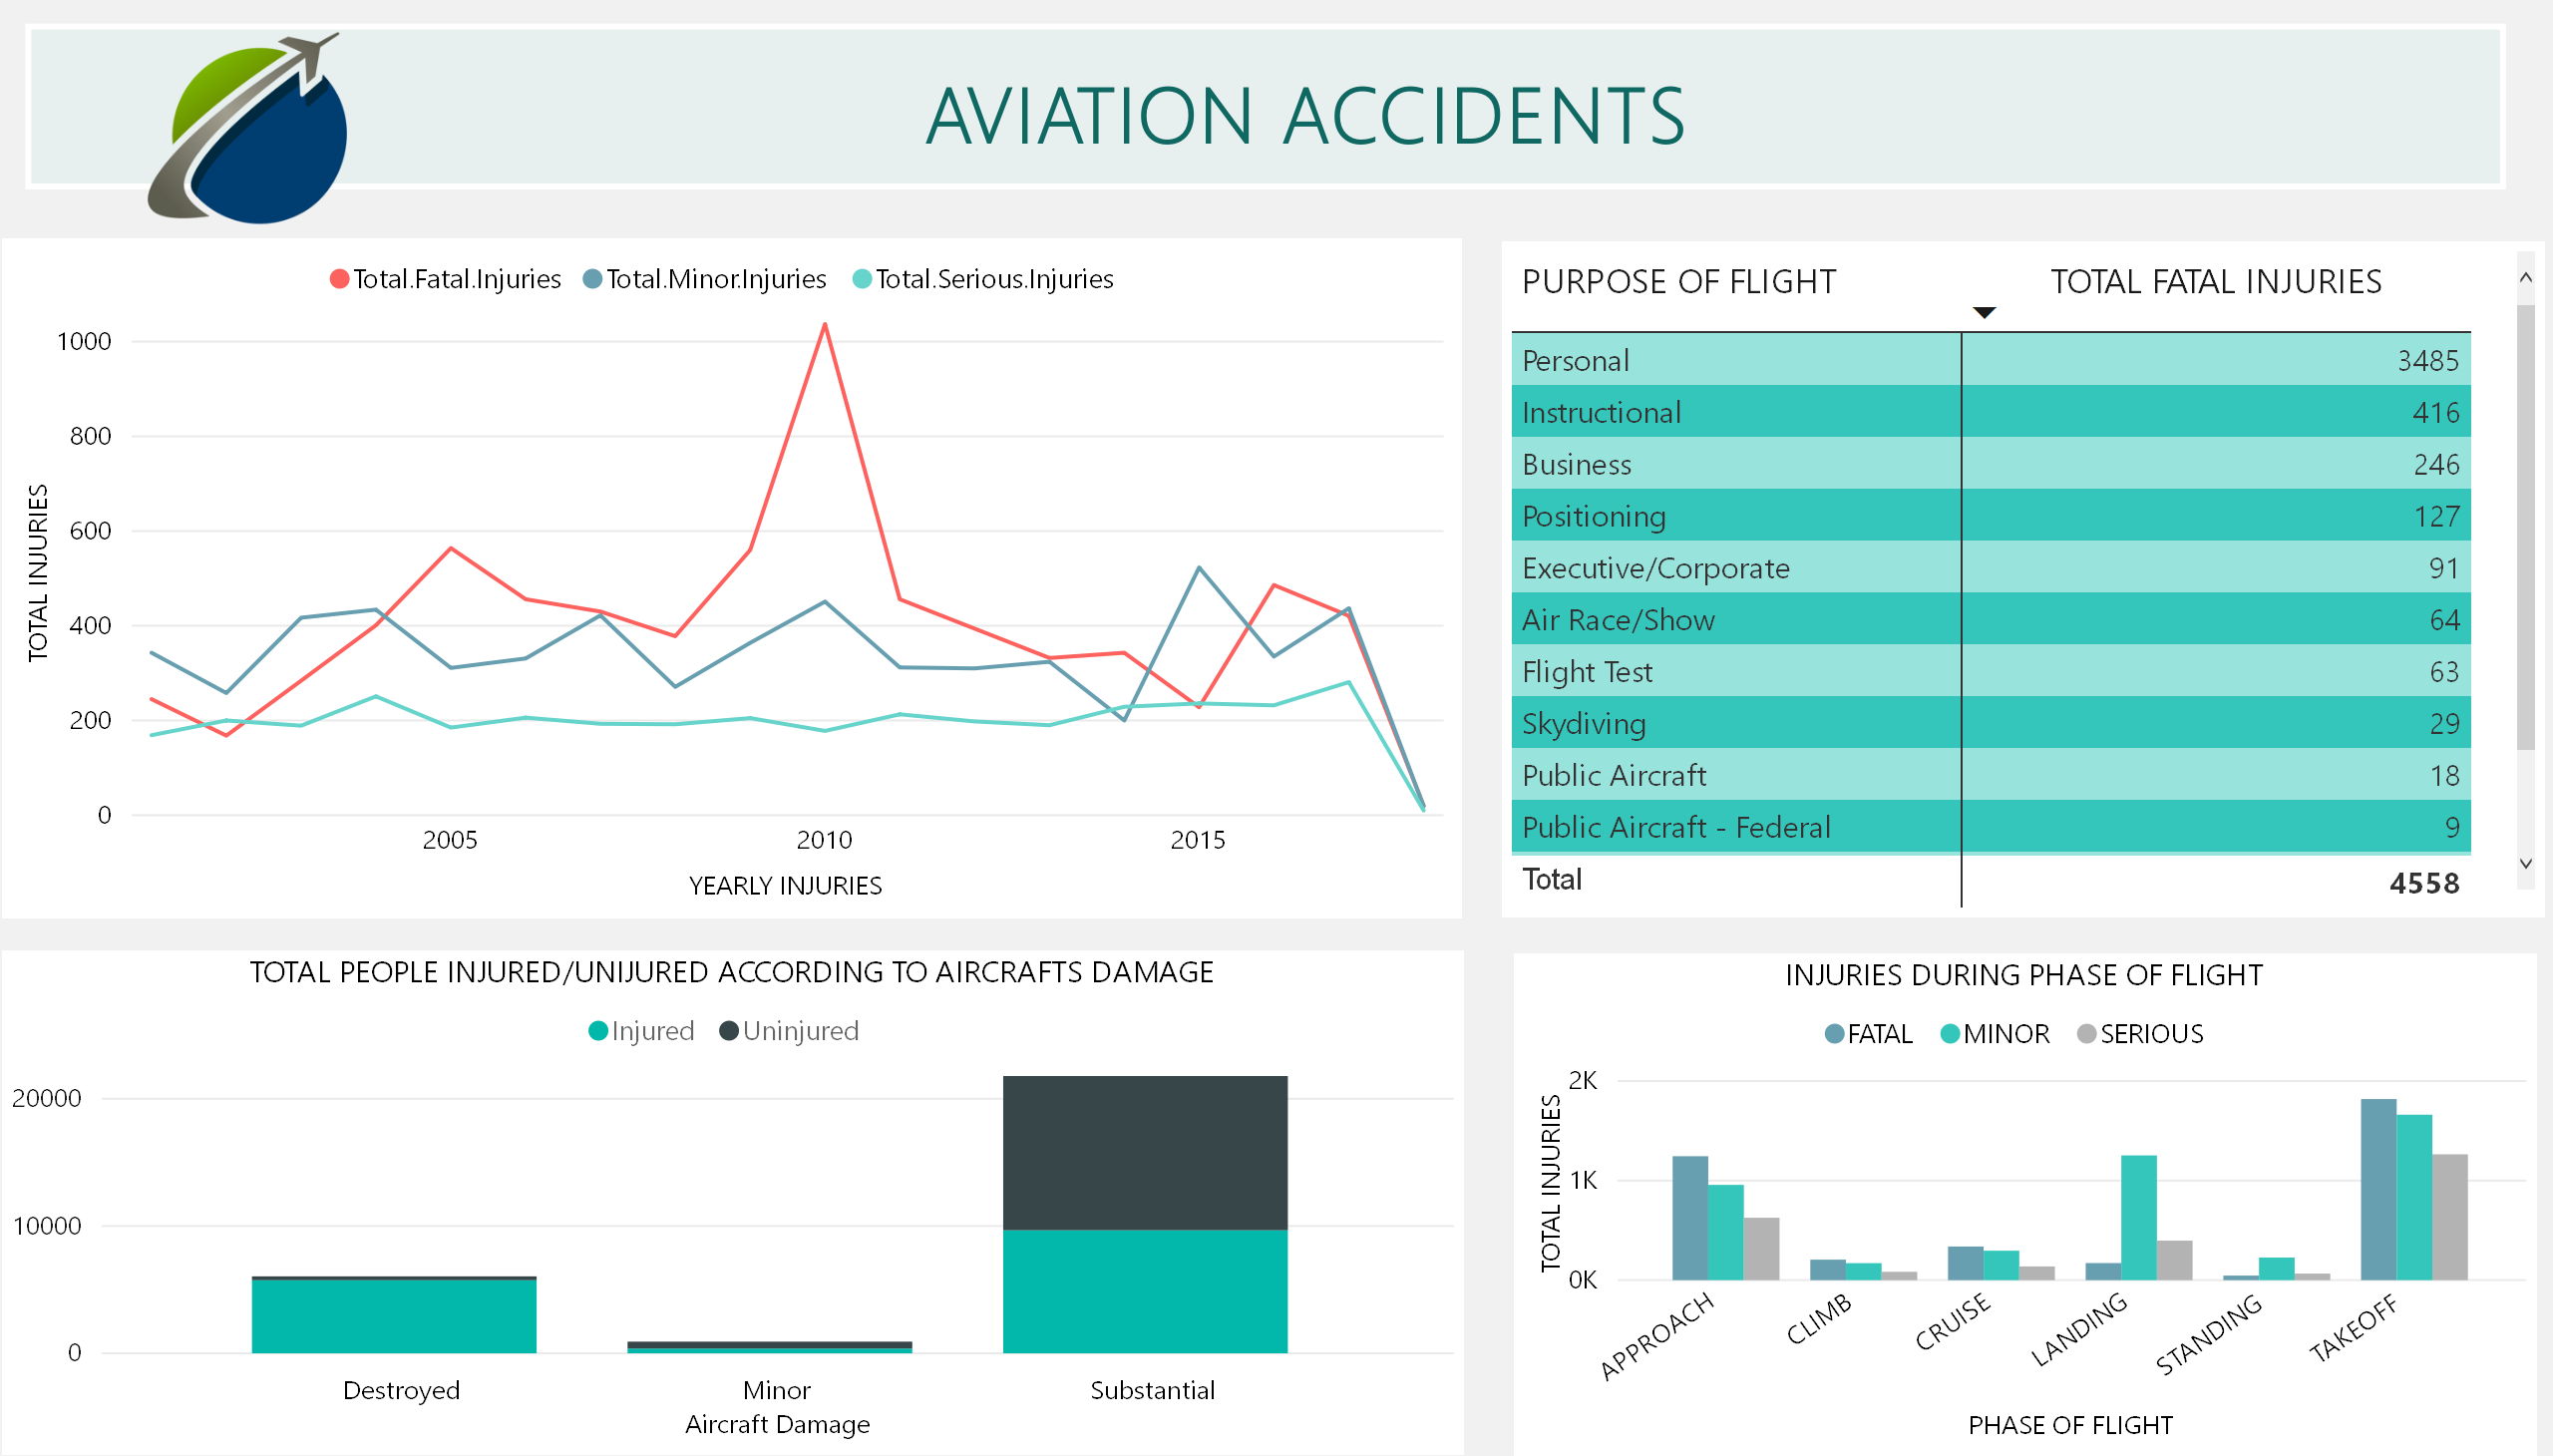 AVIATION ACCIDENTS
Total.Fatal.Injuries Total.Minor.Injuries Total.Serious.Injuries
1000
800
600
400
200
0
TOTAL INJURIES
2005 2010 2015
YEARLY INJURIES
PURPOSE OF FLIGHT TOTAL FATAL INJURIES
Personal 3485
Instructional 416
Business 246
Positioning 127
Executive/Corporate 91
Air Race/Show 64
Flight Test 63
Skydiving 29
Public Aircraft 18
Public Aircraft - Federal 9
Total 4558
TOTAL PEOPLE INJURED/UNIJURED ACCORDING TO AIRCRAFTS DAMAGE
Injured Uninjured
20000
10000
0
Destroyed Minor Substantial
Aircraft Damage
INJURIES DURING PHASE OF FLIGHT
FATAL MINOR SERIOUS
2K
1K
0K
TOTAL INJURIES
APPROACH CLIMB CRUISE LANDING STANDING TAKEOFF
PHASE OF FLIGHT